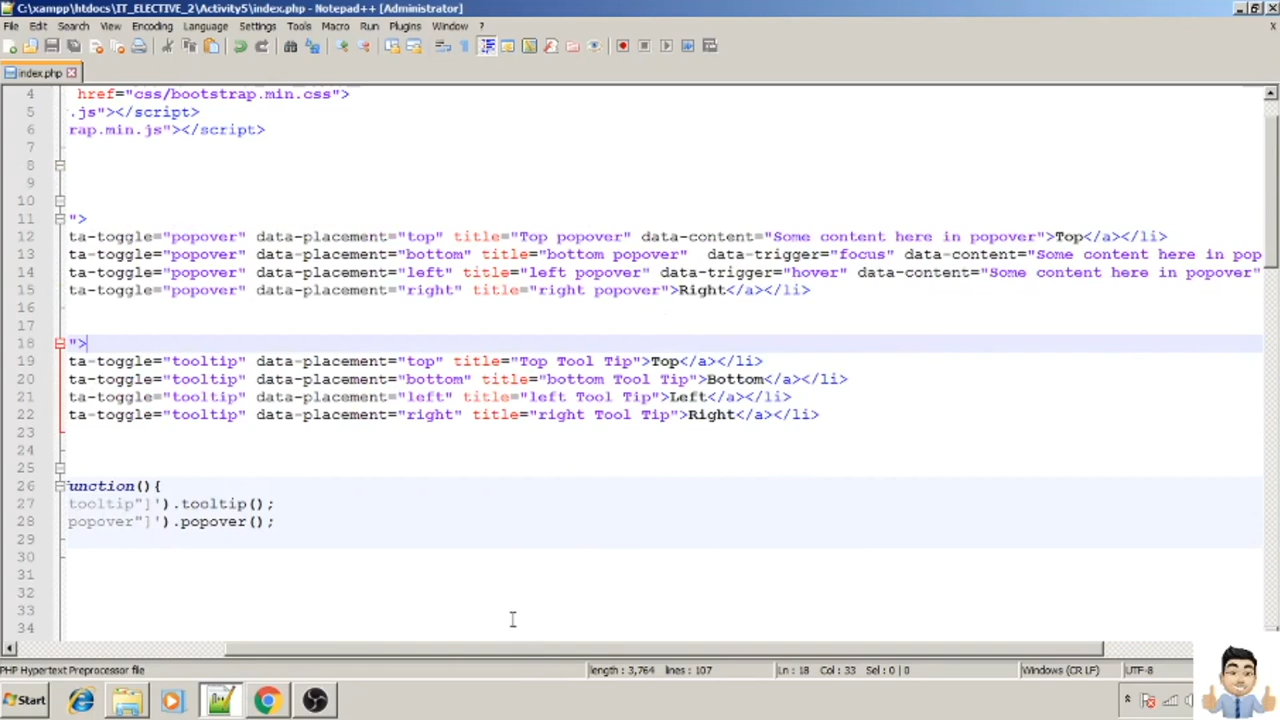 C:\xampp\htdocs\IT_ELECTIVE_2\Activity5\index.php - Notepad++ [Administrator]
File Edit Search View Encoding Language Settings Tools Macro Run Plugins Window ?
index.php
4 href="css/bootstrap.min.css">
5 .js"></script>
6 rap.min.js"></script>
7
8
9
10
11 ">
12 ta-toggle="popover" data-placement="top" title="Top popover" data-content="Some content here in popover">Top</a></li>
13 ta-toggle="popover" data-placement="bottom" title="bottom popover"  data-trigger="focus" data-content="Some content here in pop
14 ta-toggle="popover" data-placement="left" title="left popover" data-trigger="hover" data-content="Some content here in popover"
15 ta-toggle="popover" data-placement="right" title="right popover">Right</a></li>
16
17
18 ">
19 ta-toggle="tooltip" data-placement="top" title="Top Tool Tip">Top</a></li>
20 ta-toggle="tooltip" data-placement="bottom" title="bottom Tool Tip">Bottom</a></li>
21 ta-toggle="tooltip" data-placement="left" title="left Tool Tip">Left</a></li>
22 ta-toggle="tooltip" data-placement="right" title="right Tool Tip">Right</a></li>
23
24
25
26 unction(){
27 tooltip"]').tooltip();
28 popover"]').popover();
29
30
31
32
33
34
PHP Hypertext Preprocessor file length : 3,764 lines : 107 Ln : 18 Col : 33 Sel : 0 | 0 Windows (CR LF) UTF-8
Start